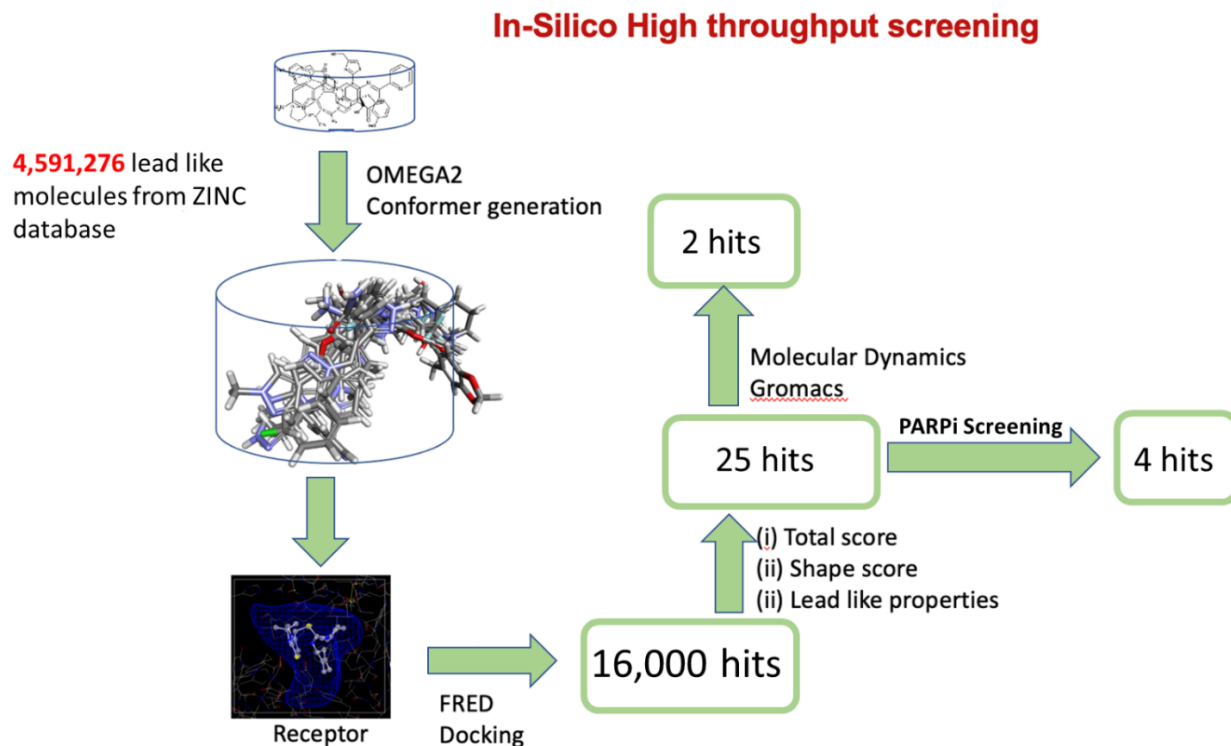 In-Silico High throughput screening
4,591,276 lead like
molecules from ZINC
database
OMEGA2
Conformer generation
Receptor
FRED
Docking
16,000 hits
(i) Total score
(ii) Shape score
(ii) Lead like properties
25 hits
PARPi Screening
4 hits
Molecular Dynamics
Gromacs
2 hits